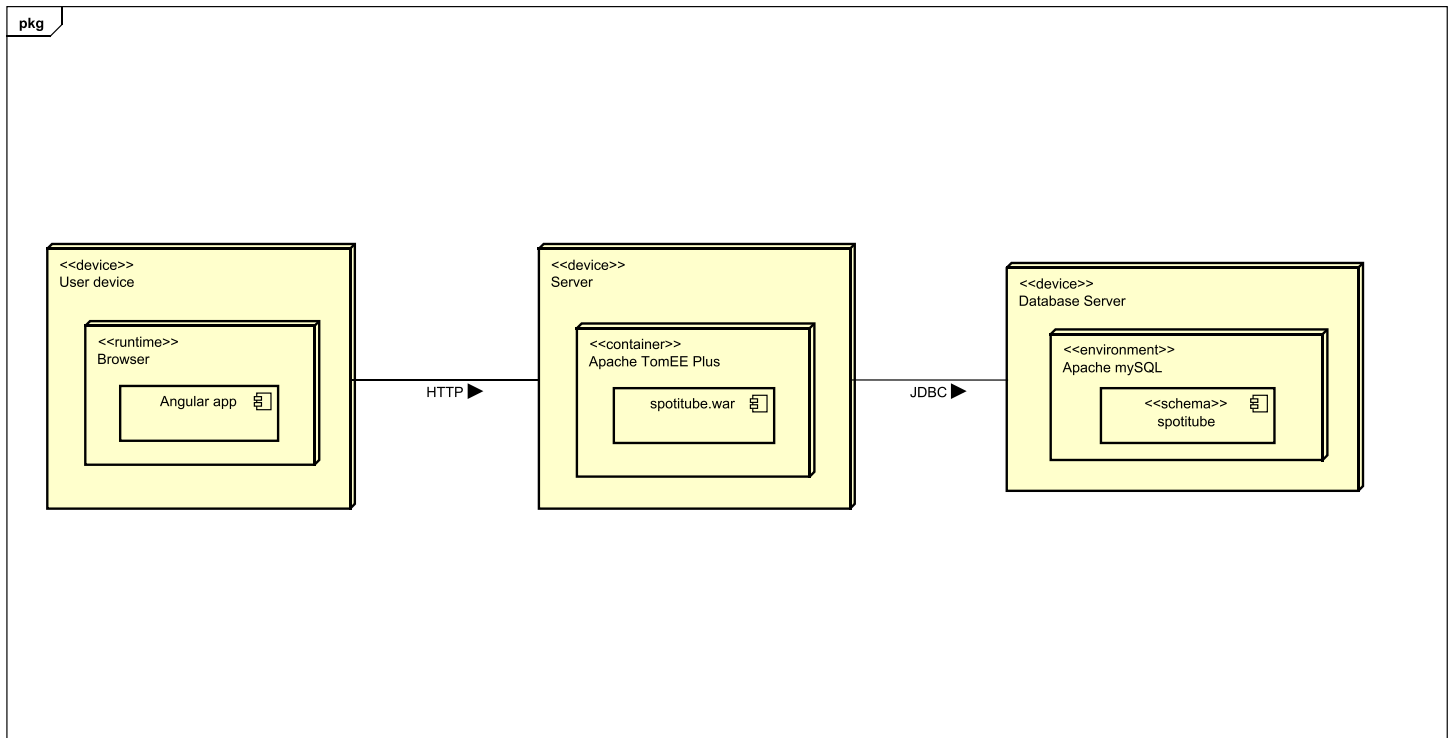 pkg
<<device>>
User device
<<runtime>>
Browser
Angular app
HTTP
<<device>>
Server
<<container>>
Apache TomEE Plus
spotitube.war
JDBC
<<device>>
Database Server
<<environment>>
Apache mySQL
<<schema>>
spotitube